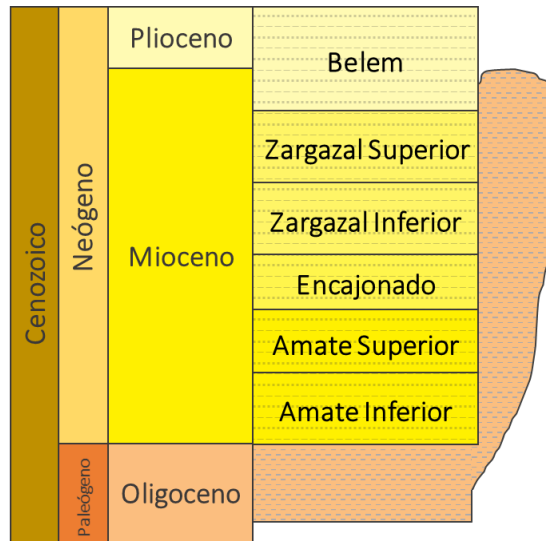 Cenozoico
Neógeno
Paleógeno
Plioceno
Mioceno
Oligoceno
Belem
Zargazal Superior
Zargazal Inferior
Encajonado
Amate Superior
Amate Inferior